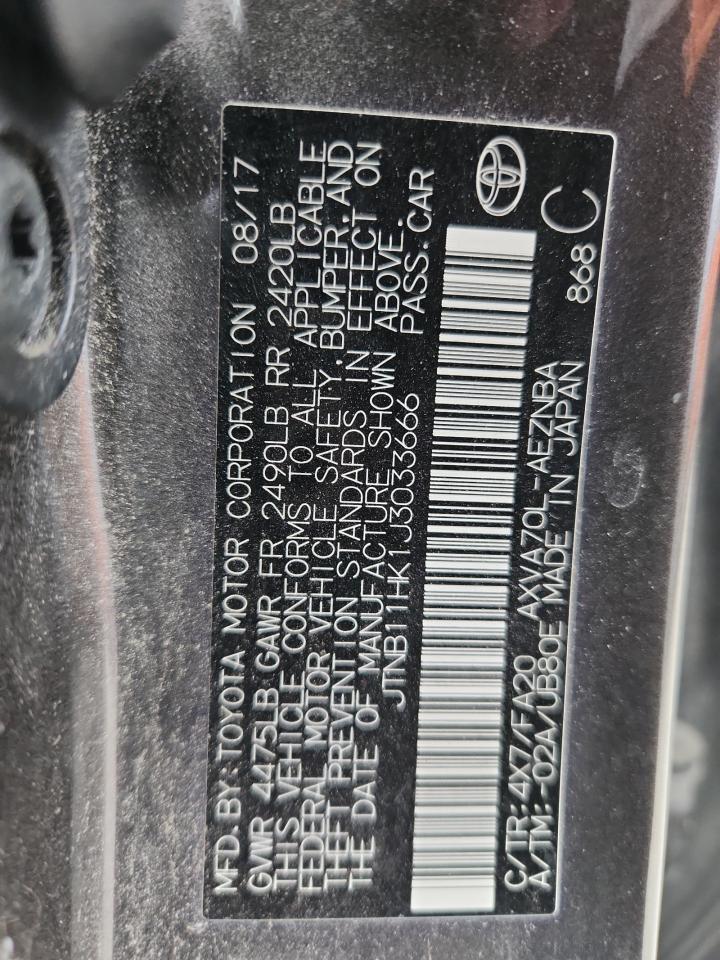 MFD. BY: TOYOTA MOTOR CORPORATION 08/17
GVWR 4475LB GAWR FR 2490LB RR 2420LB
THIS VEHICLE CONFORMS TO ALL APPLICABLE
FEDERAL MOTOR VEHICLE SAFETY, BUMPER, AND
THEFT PREVENTION STANDARDS IN EFFECT ON
THE DATE OF MANUFACTURE SHOWN ABOVE.
JTNB11HK1J3033666 PASS. CAR
C/TR: 4X7/FA20 AXVA70L-AEZNBA 868 C
A/TM: -02A/UB80E MADE IN JAPAN